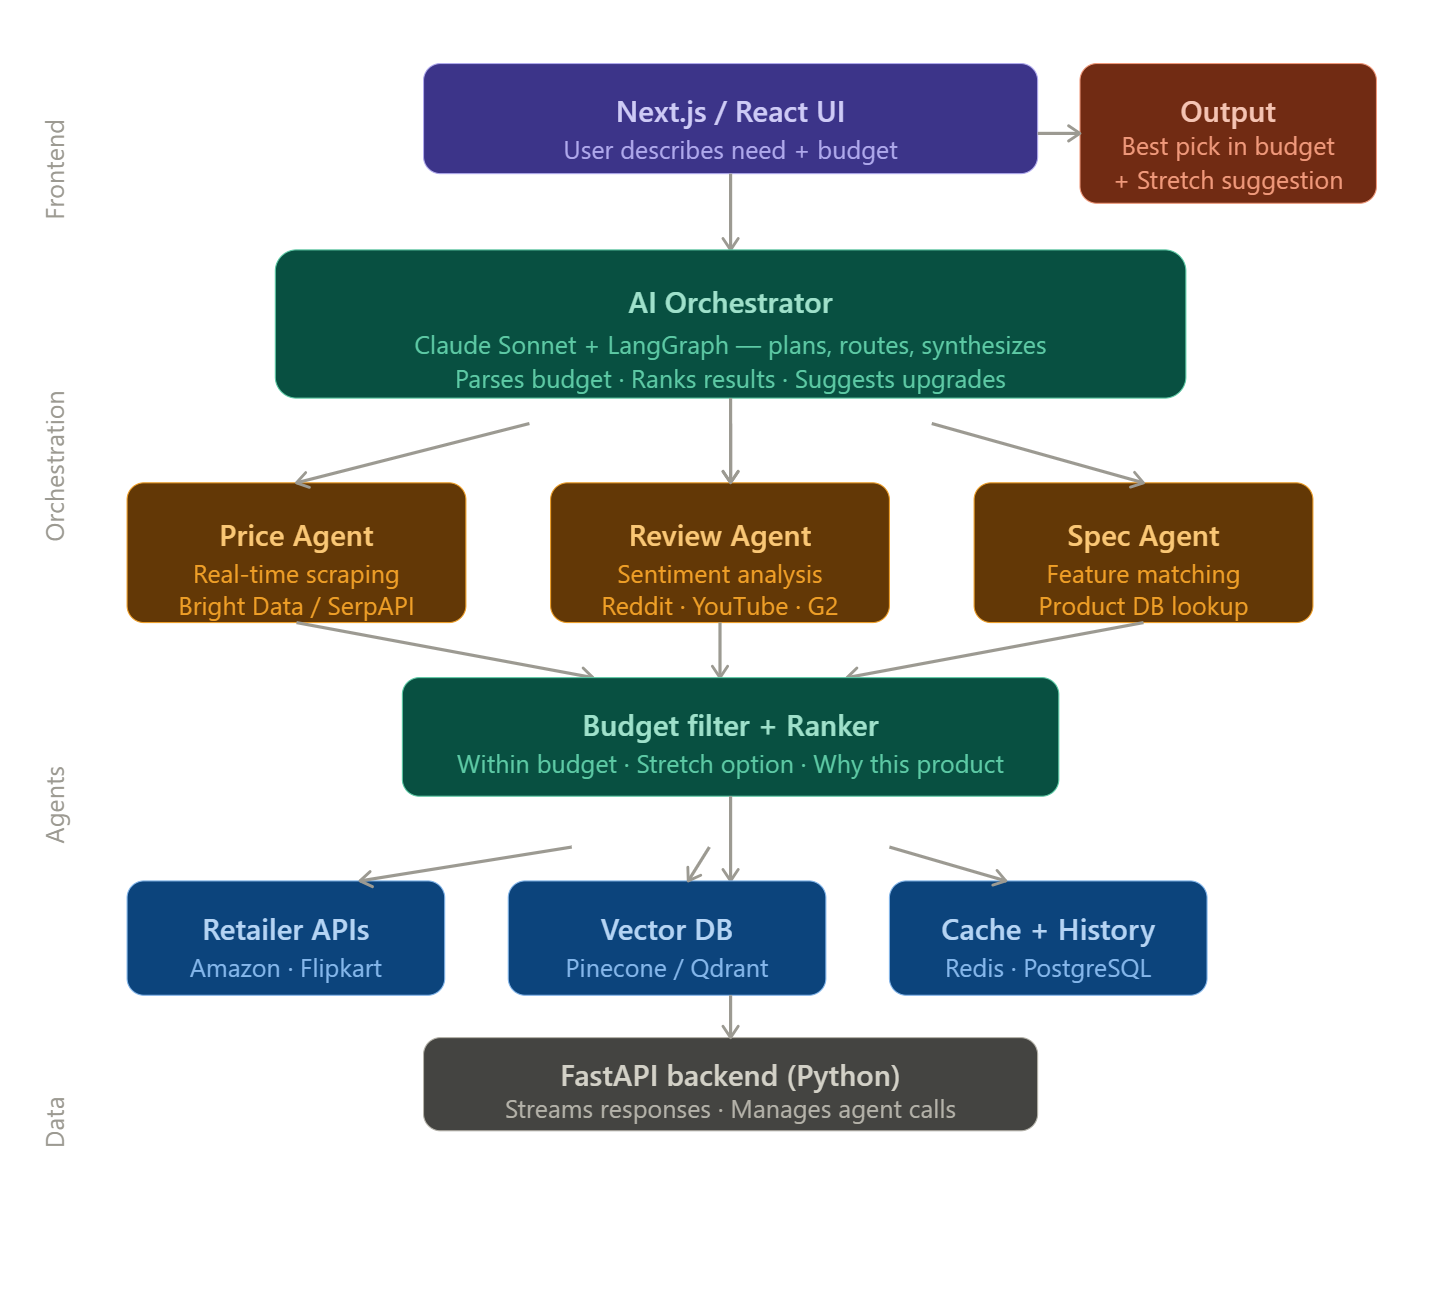 Frontend
Next.js / React UI
User describes need + budget
Output
Best pick in budget
+ Stretch suggestion
Orchestration
AI Orchestrator
Claude Sonnet + LangGraph — plans, routes, synthesizes
Parses budget · Ranks results · Suggests upgrades
Price Agent
Real-time scraping
Bright Data / SerpAPI
Review Agent
Sentiment analysis
Reddit · YouTube · G2
Spec Agent
Feature matching
Product DB lookup
Agents
Budget filter + Ranker
Within budget · Stretch option · Why this product
Retailer APIs
Amazon · Flipkart
Vector DB
Pinecone / Qdrant
Cache + History
Redis · PostgreSQL
Data
FastAPI backend (Python)
Streams responses · Manages agent calls